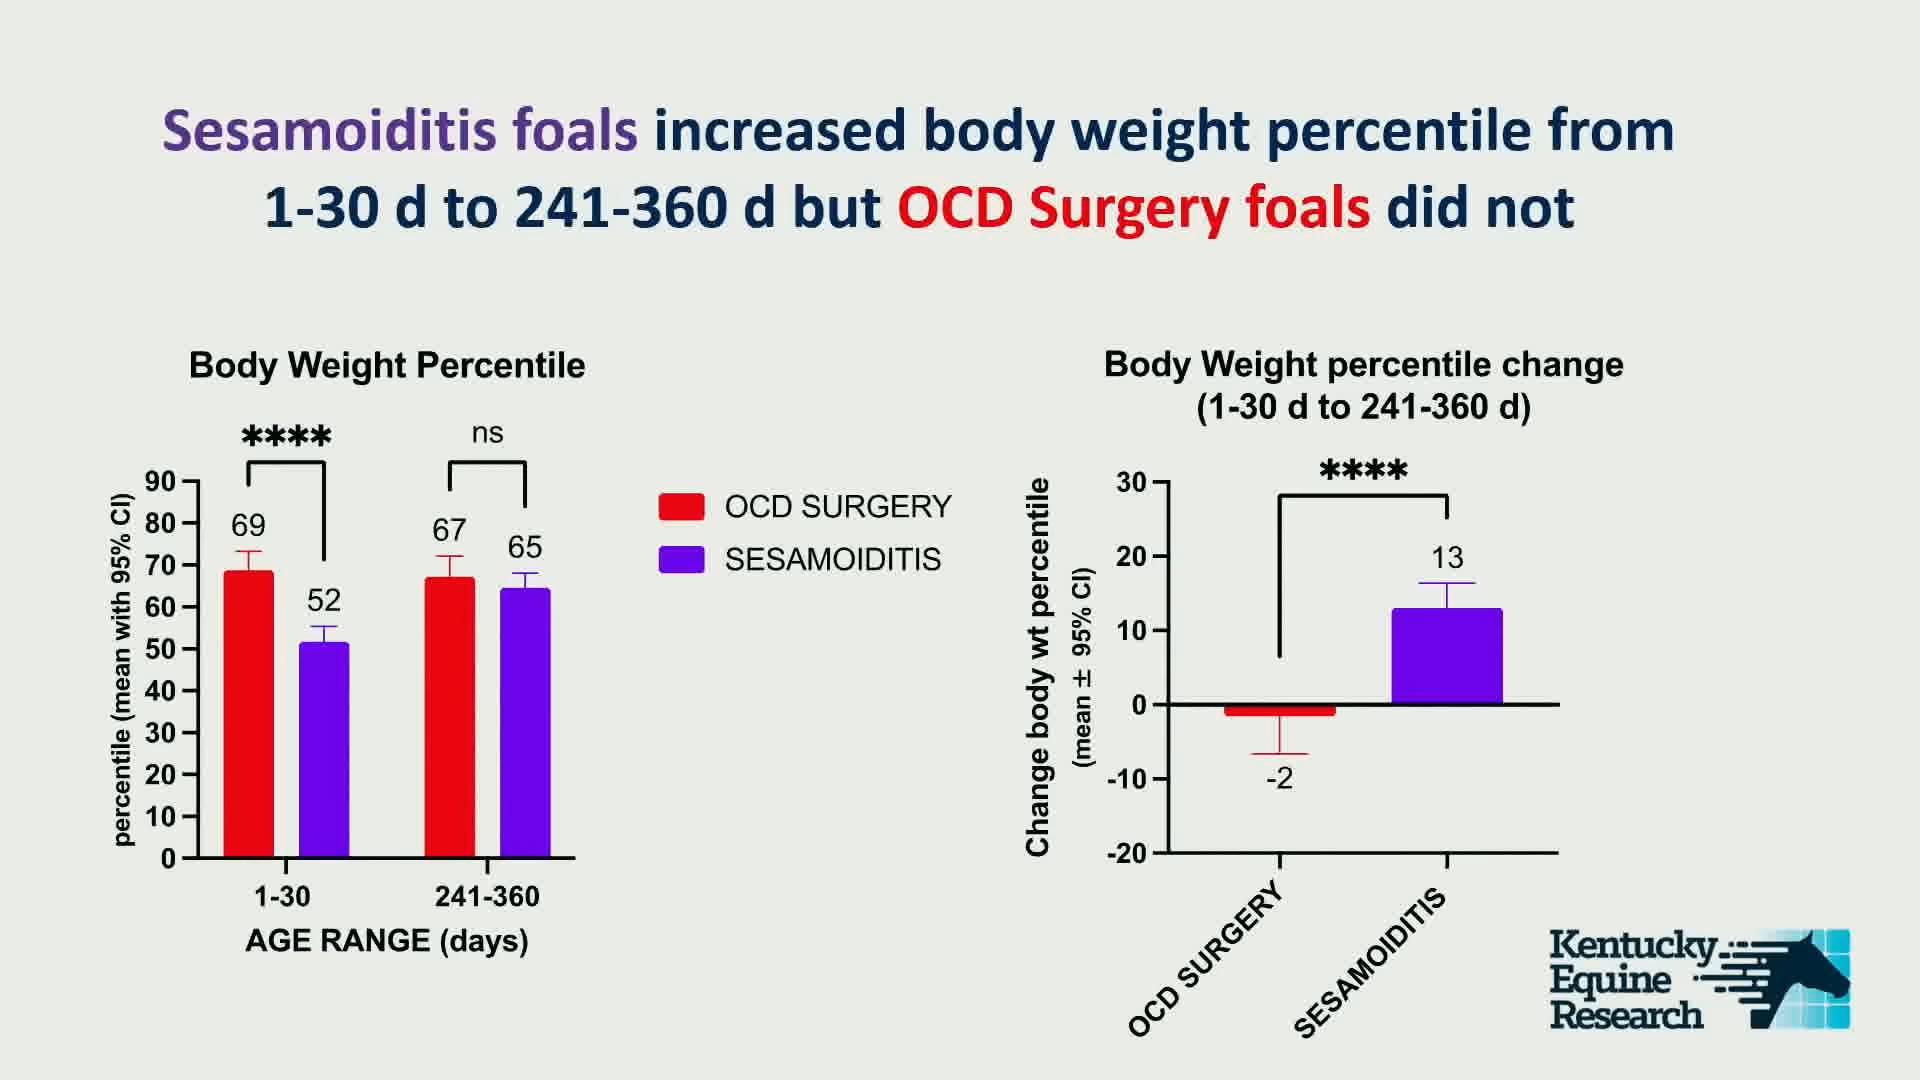 Sesamoiditis foals increased body weight percentile from
1-30 d to 241-360 d but OCD Surgery foals did not
Body Weight Percentile
**** ns
90
80
70
60
50
40
30
20
10
0
percentile (mean with 95% CI)
69
52
67
65
1-30 241-360
AGE RANGE (days)
OCD SURGERY
SESAMOIDITIS
Body Weight percentile change
(1-30 d to 241-360 d)
****
30
20
10
0
-10
-20
Change body wt percentile
(mean ± 95% CI)
13
-2
OCD SURGERY
SESAMOIDITIS
Kentucky
Equine
Research